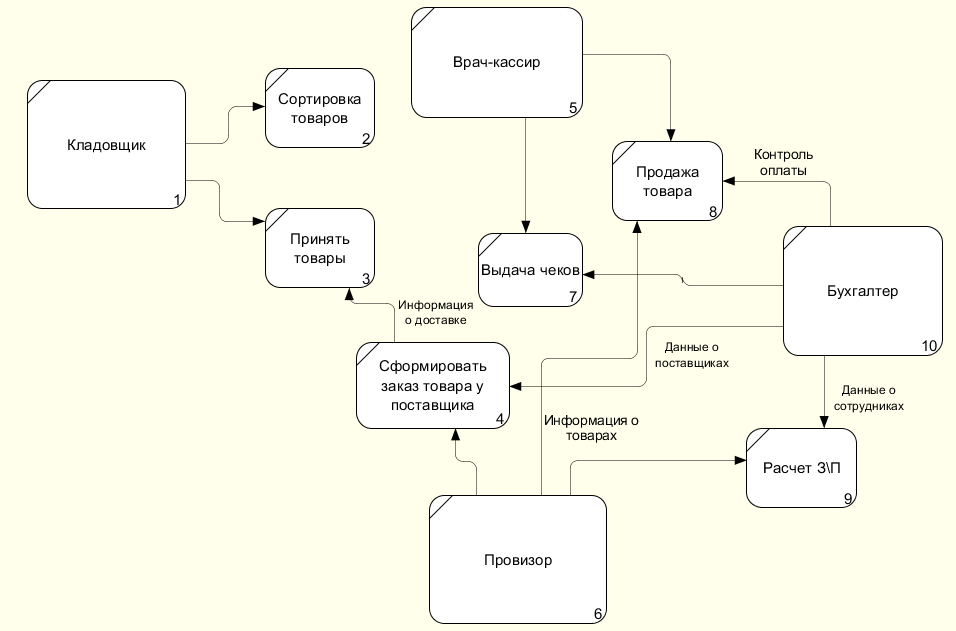 Врач-кассир
5
Кладовщик
1
Сортировка
товаров
2
Продажа
товара
8
Контроль
оплаты
Принять
товары
3
Выдача чеков
7
Бухгалтер
10
Информация
о доставке
Сформировать
заказ товара у
поставщика
4
Данные о
поставщиках
Данные о
сотрудниках
Информация о
товарах
Расчет З\П
9
Провизор
6